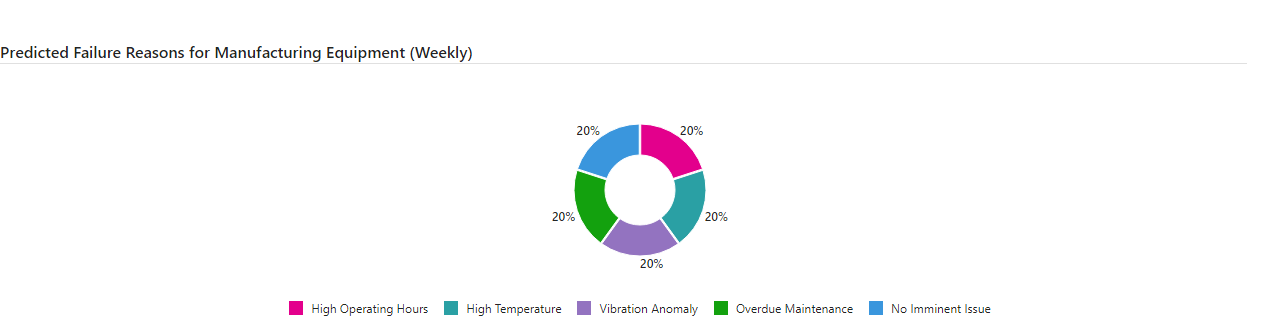 Predicted Failure Reasons for Manufacturing Equipment (Weekly)
20% 20%
20% 20%
20%
High Operating Hours High Temperature Vibration Anomaly Overdue Maintenance No Imminent Issue